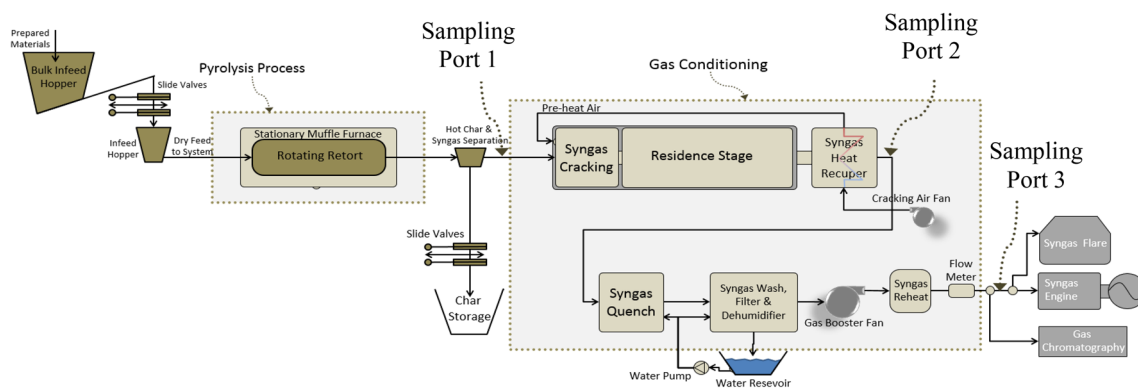 Prepared
Materials
Bulk Infeed
Hopper
Slide Valves
Infeed
Hopper
Dry Feed
to System
Pyrolysis Process
Stationary Muffle Furnace
Rotating Retort
Hot Char &
Syngas Separation
Sampling
Port 1
Slide Valves
Char
Storage
Gas Conditioning
Pre-heat Air
Syngas
Cracking
Residence Stage
Syngas
Heat
Recuper
Sampling
Port 2
Cracking Air Fan
Syngas
Quench
Syngas Wash,
Filter &
Dehumidifier
Water Pump
Water Resevoir
Gas Booster Fan
Syngas
Reheat
Flow
Meter
Sampling
Port 3
Syngas Flare
Syngas
Engine
Gas
Chromatography